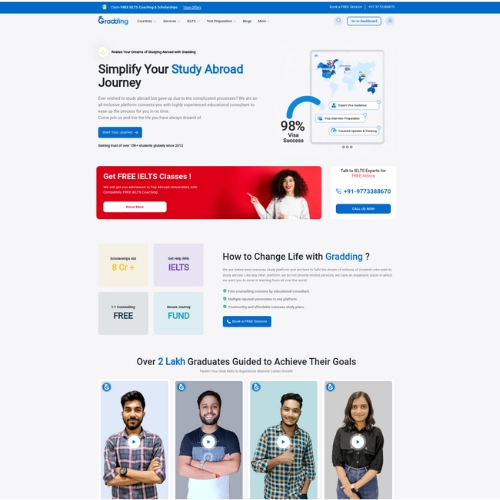 Claim FREE IELTS Coaching & Scholarships View Offers
Book a FREE Session +91 9773388670
Gradding
Countries Services IELTS Test Preparation Blogs More
Go to Dashboard
Realize Your Dreams of Studying Abroad with Gradding
Simplify Your Study Abroad
Journey
Ever wished to study abroad but gave up due to the complicated processes? We are an
all inclusive platform connects you with highly experienced educational consultant to
ease up the process for you in no time.
Come join us and live the life you have always dreamt of.
Start Your Journey
Gaining trust of over 10K+ students globally since 2012
98%
Visa
Success
Expert Visa Guidance
Visa Interview Preparation
Constant Updates & Tracking
Get FREE IELTS Classes !
We will get you admission in Top Abroad Universities with
Completely FREE IELTS Coaching
Know More
Talk to IELTS Experts for
FREE Advice
+91-9773388670
CALL US NOW
Scholarships Aid
8 Cr +
Get Help With
IELTS
1-1 Counselling
FREE
Secure Journey
FUND
How to Change Life with Gradding ?
Free counselling sessions by educational consultant
Multiple reputed universities in one platform
Trustworthy and affordable overseas study plans
Book a FREE Session
Over 2 Lakh Graduates Guided to Achieve Their Goals